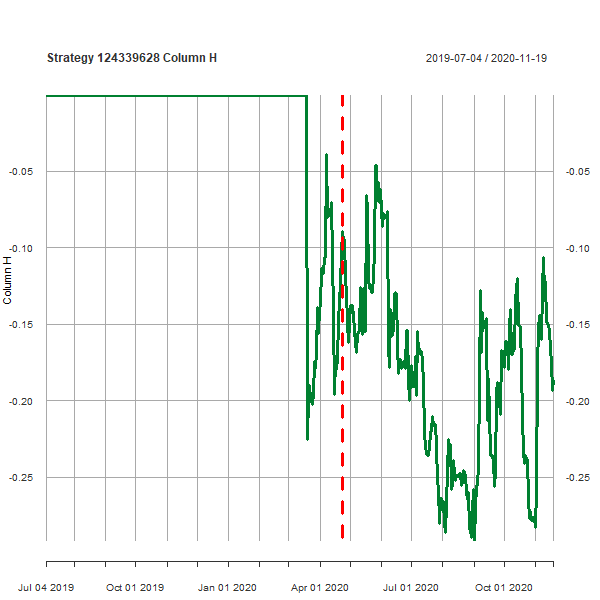 Strategy 124339628 Column H 2019-07-04 / 2020-11-19
-0.05 -0.05
-0.10 -0.10
Column H
-0.15 -0.15
-0.20 -0.20
-0.25 -0.25
Jul 04 2019 Oct 01 2019 Jan 01 2020 Apr 01 2020 Jul 01 2020 Oct 01 2020